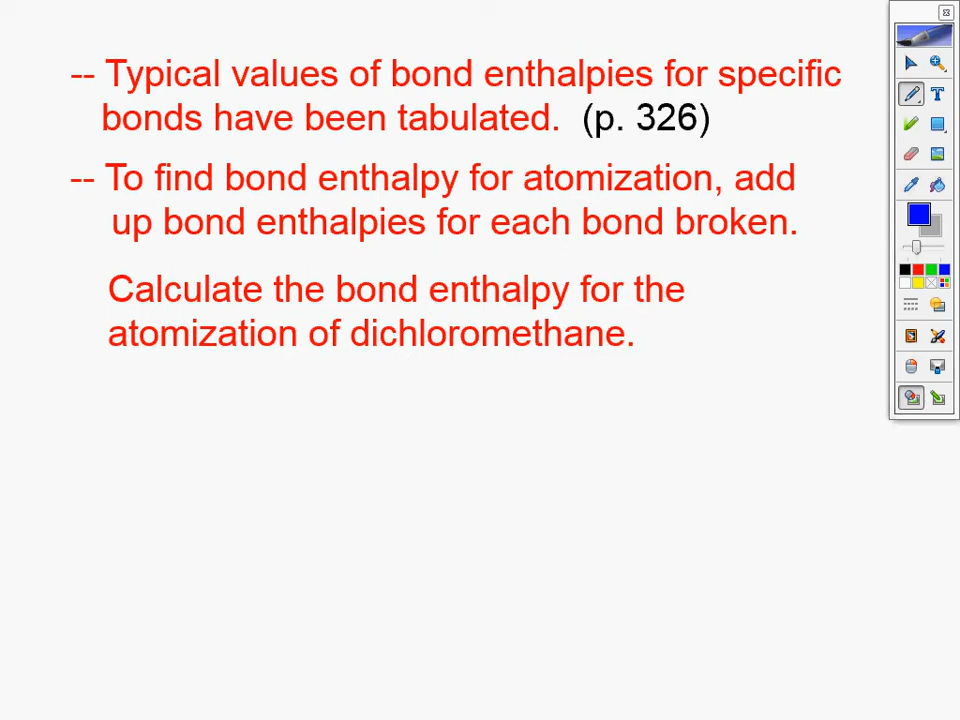 -- Typical values of bond enthalpies for specific
bonds have been tabulated. (p. 326)
-- To find bond enthalpy for atomization, add
up bond enthalpies for each bond broken.
Calculate the bond enthalpy for the
atomization of dichloromethane.
T